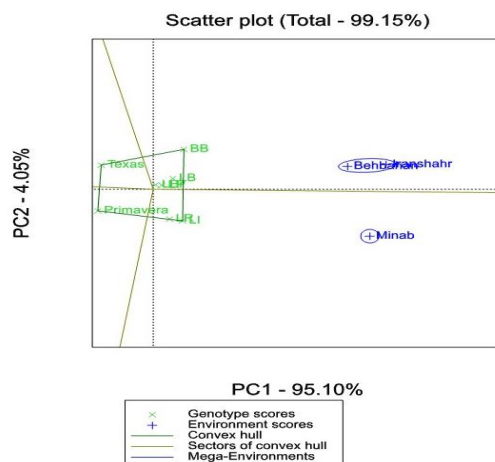 Scatter plot (Total - 99.15%)
BB
Texas
LB
Primavera
LR
LI
Behbahan
Iranshahr
Minab
PC2 - 4.05%
PC1 - 95.10%
Genotype scores
Environment scores
Convex hull
Sectors of convex hull
Mega-Environments